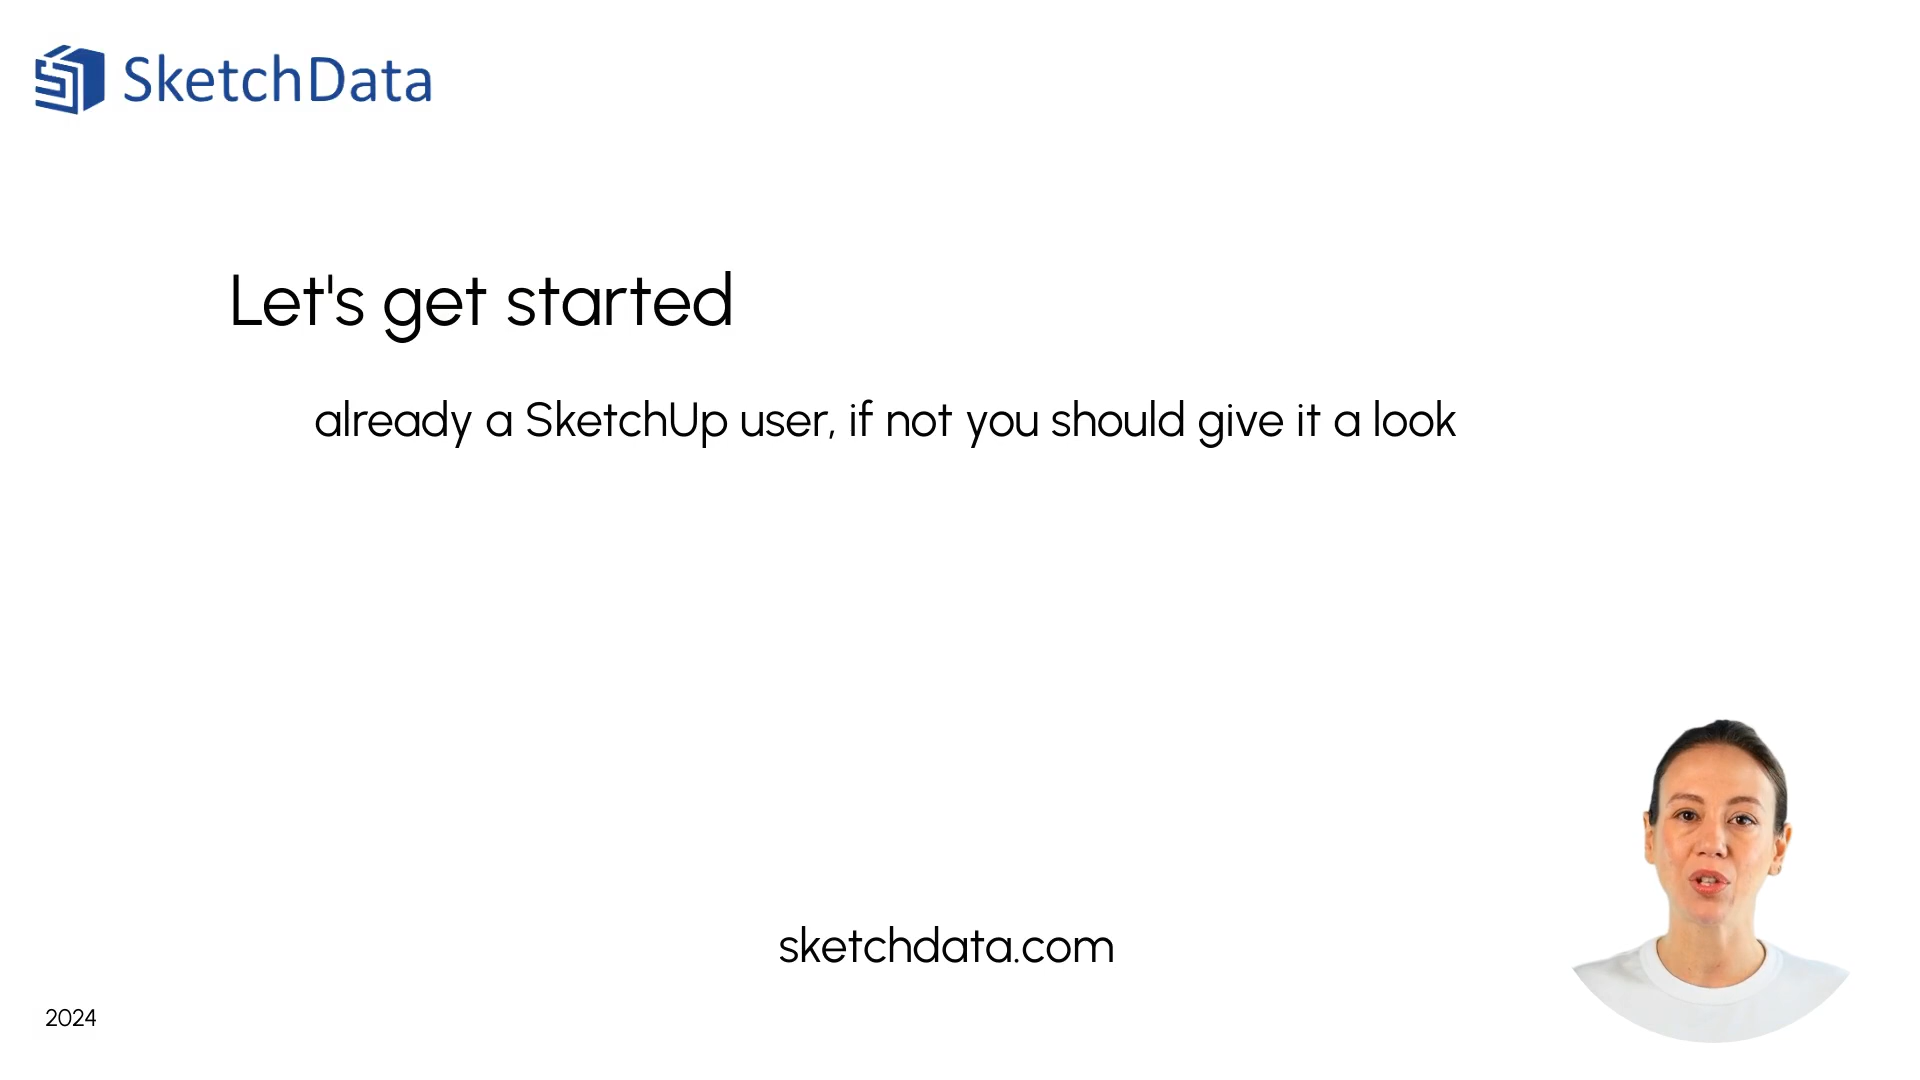 SketchData
Let's get started
already a SketchUp user, if not you should give it a look
sketchdata.com
2024